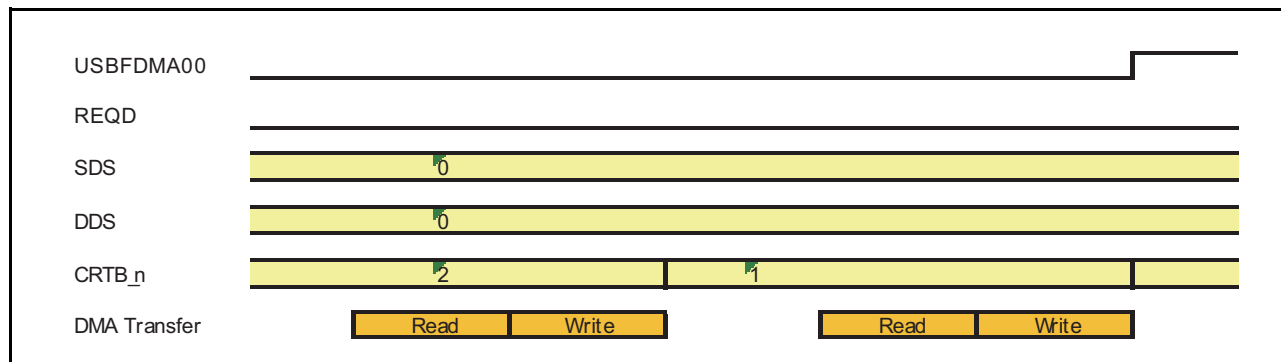 USBFDMA00
REQD
SDS 0
DDS 0
CRTB_n 2 1
DMA Transfer Read Write Read Write